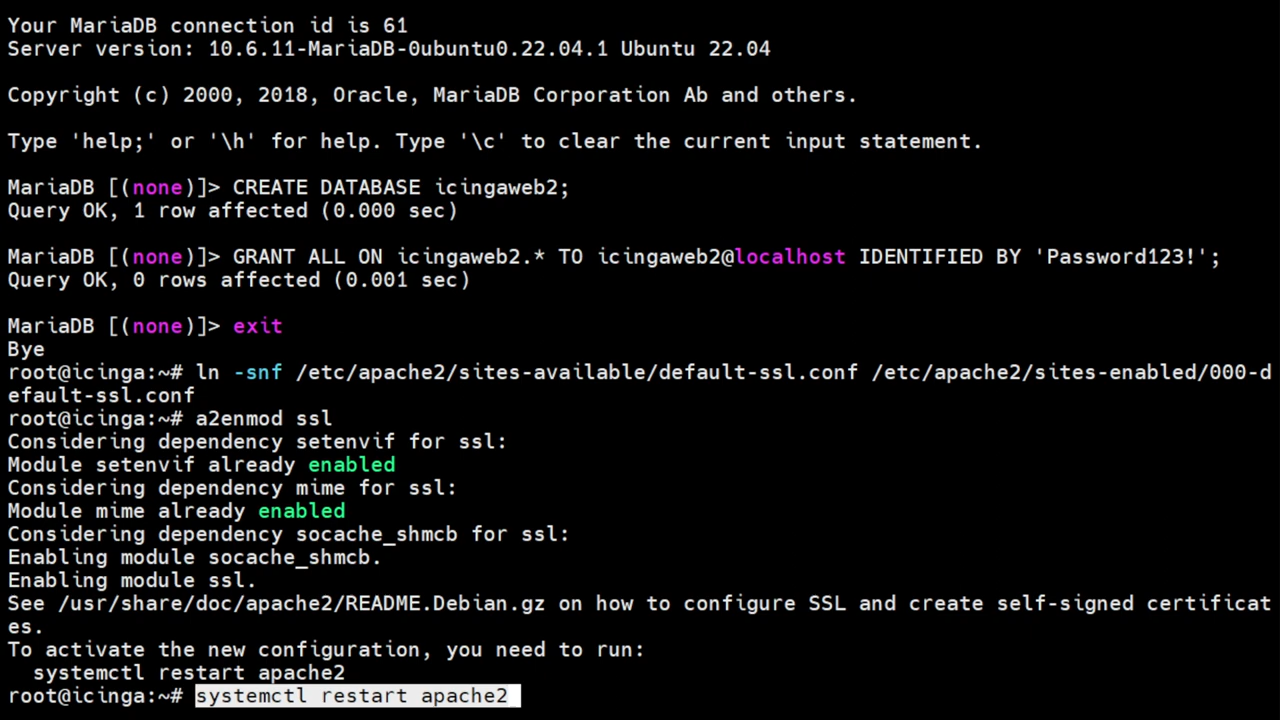 Your MariaDB connection id is 61
Server version: 10.6.11-MariaDB-0ubuntu0.22.04.1 Ubuntu 22.04
Copyright (c) 2000, 2018, Oracle, MariaDB Corporation Ab and others.
Type 'help;' or '\h' for help. Type '\c' to clear the current input statement.
MariaDB [(none)]> CREATE DATABASE icingaweb2;
Query OK, 1 row affected (0.000 sec)
MariaDB [(none)]> GRANT ALL ON icingaweb2.* TO icingaweb2@localhost IDENTIFIED BY 'Password123!';
Query OK, 0 rows affected (0.001 sec)
MariaDB [(none)]> exit
Bye
root@icinga:~# ln -snf /etc/apache2/sites-available/default-ssl.conf /etc/apache2/sites-enabled/000-d
efault-ssl.conf
root@icinga:~# a2enmod ssl
Considering dependency setenvif for ssl:
Module setenvif already enabled
Considering dependency mime for ssl:
Module mime already enabled
Considering dependency socache_shmcb for ssl:
Enabling module socache_shmcb.
Enabling module ssl.
See /usr/share/doc/apache2/README.Debian.gz on how to configure SSL and create self-signed certificat
es.
To activate the new configuration, you need to run:
  systemctl restart apache2
root@icinga:~# systemctl restart apache2